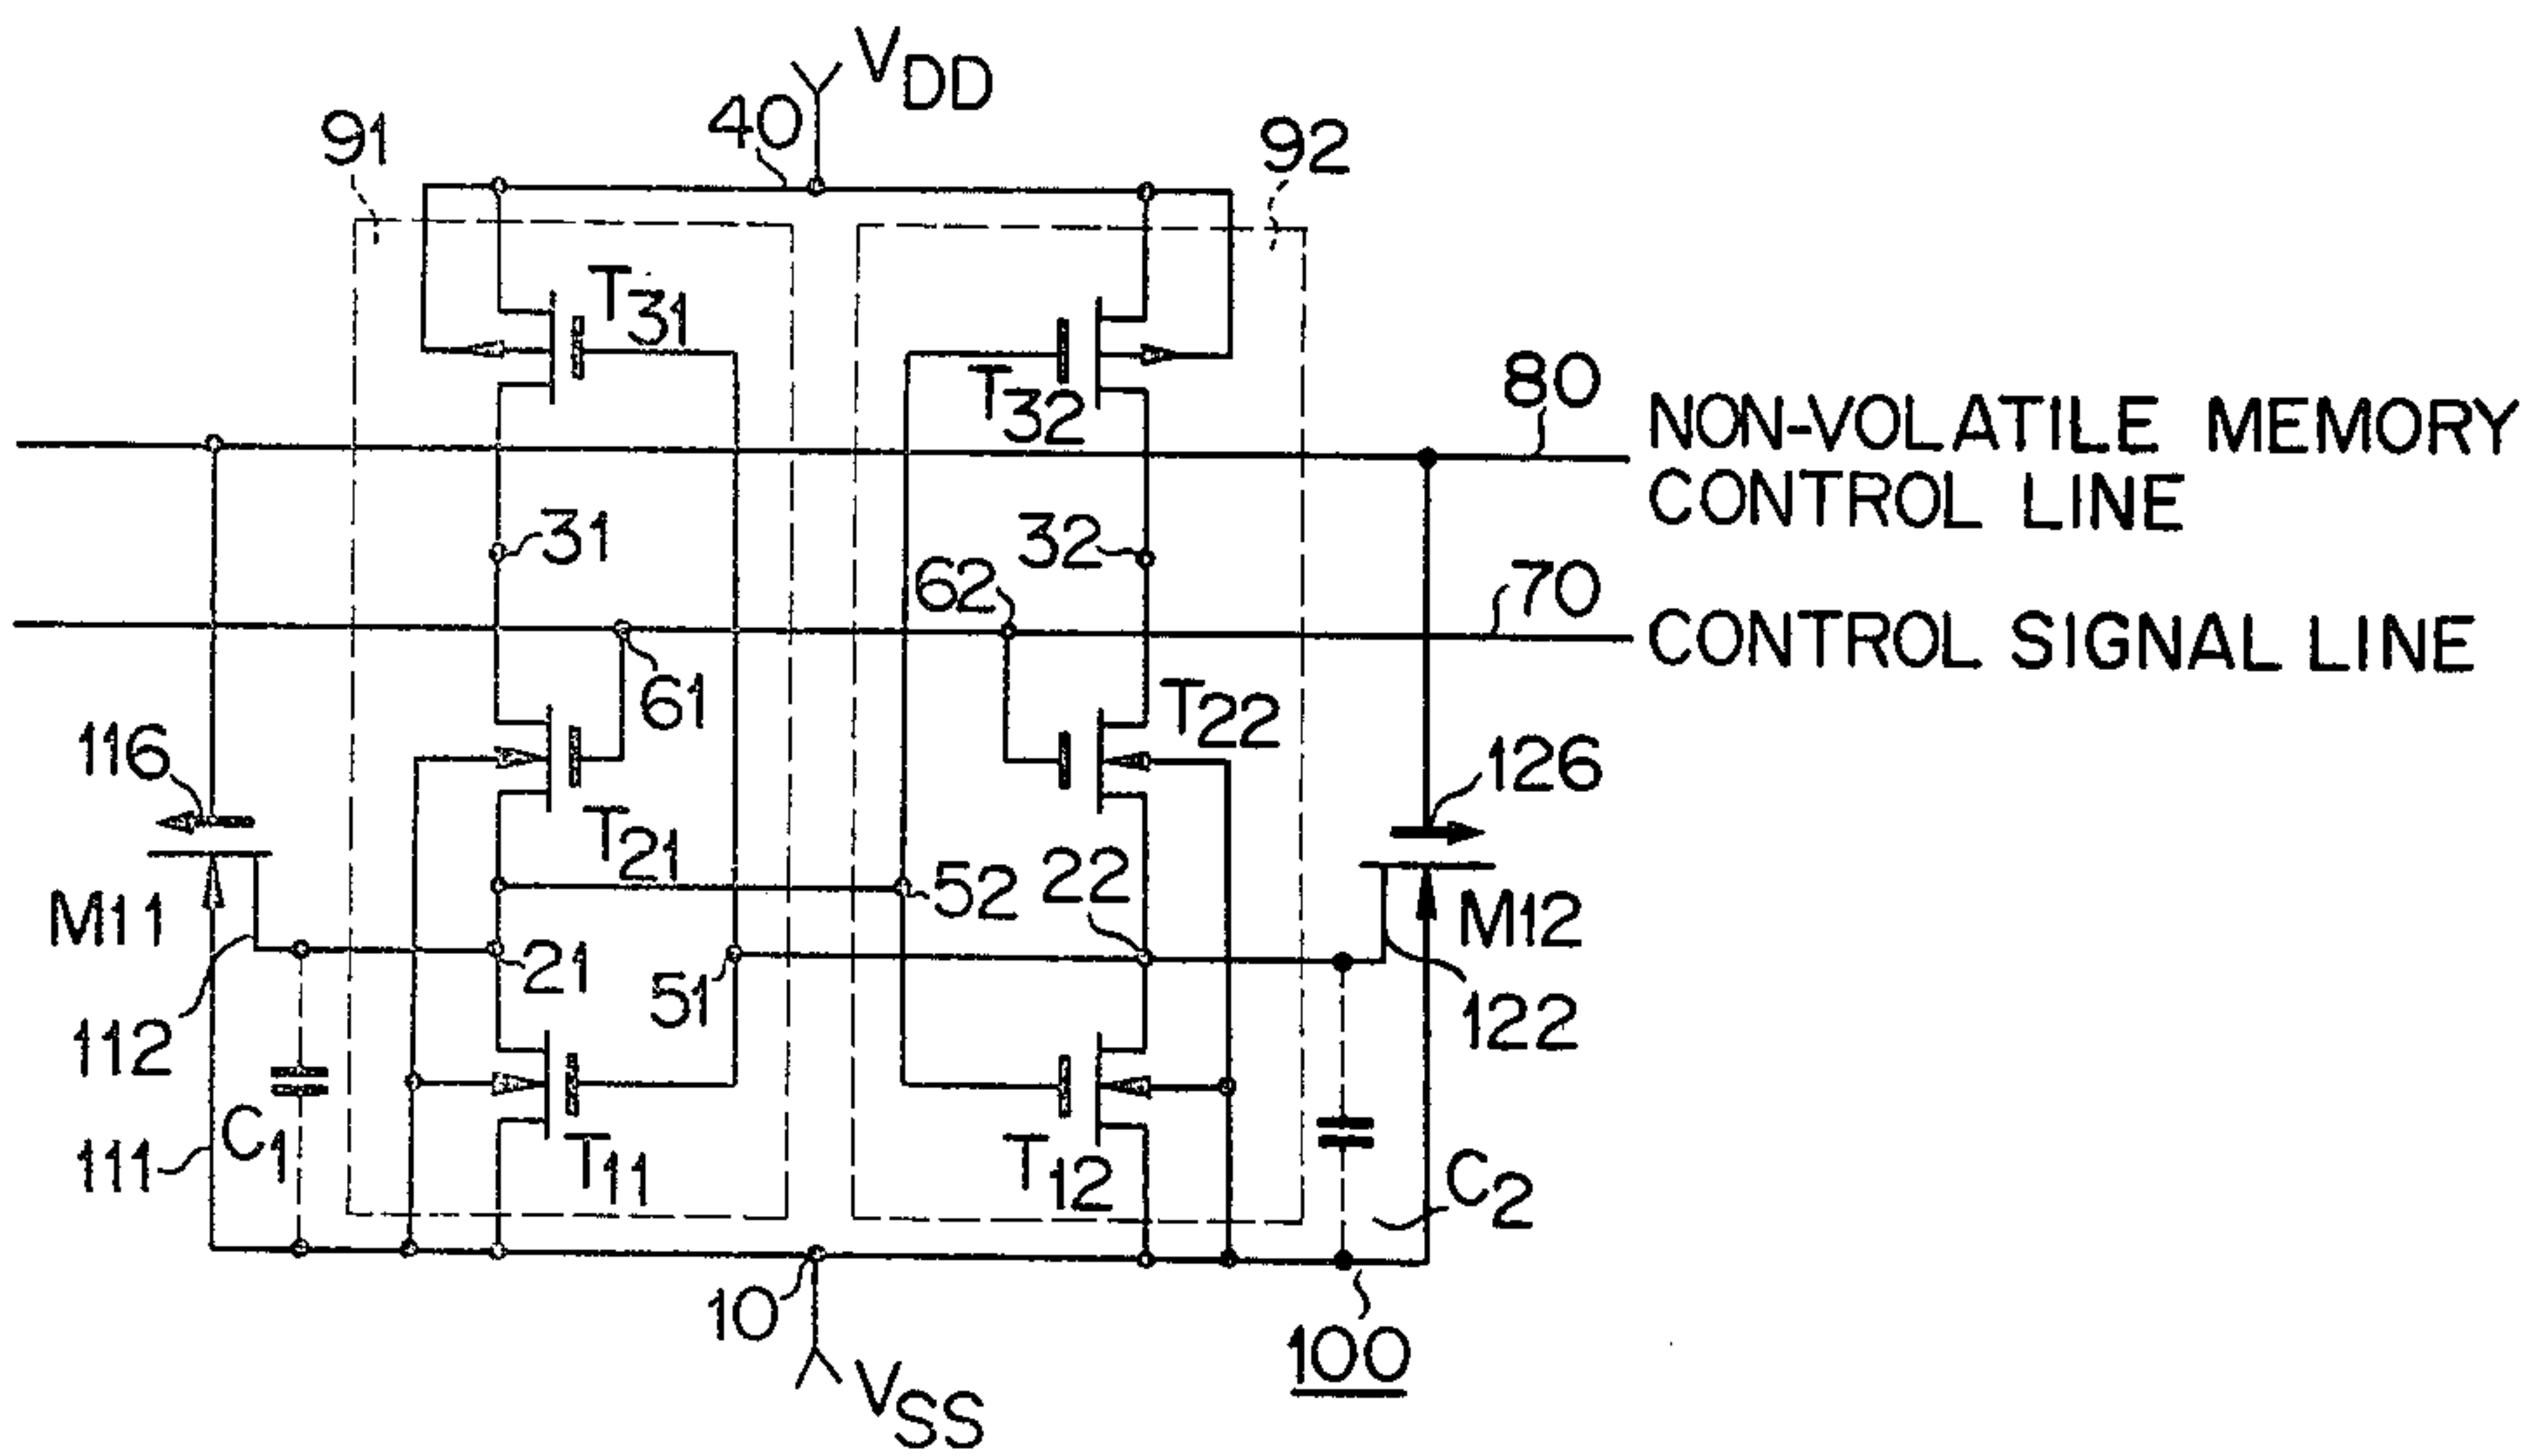 VDD
40
91
92
T31
T32
80
NON-VOLATILE MEMORY
CONTROL LINE
31
32
62
70
CONTROL SIGNAL LINE
61
T22
116
126
T21
52
22
M11
M12
21
51
112
122
C1
111
T11
T12
C2
10
100
VSS